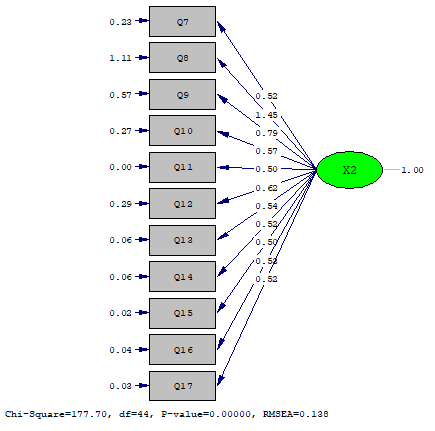 0.23 Q7
1.11 Q8
0.57 Q9
0.27 Q10
0.00 Q11
0.29 Q12
0.06 Q13
0.06 Q14
0.02 Q15
0.04 Q16
0.03 Q17
0.52
1.45
0.79
0.57
0.50
0.62
0.54
0.52
0.50
0.53
0.52
X2 1.00
Chi-Square=177.70, df=44, P-value=0.00000, RMSEA=0.138